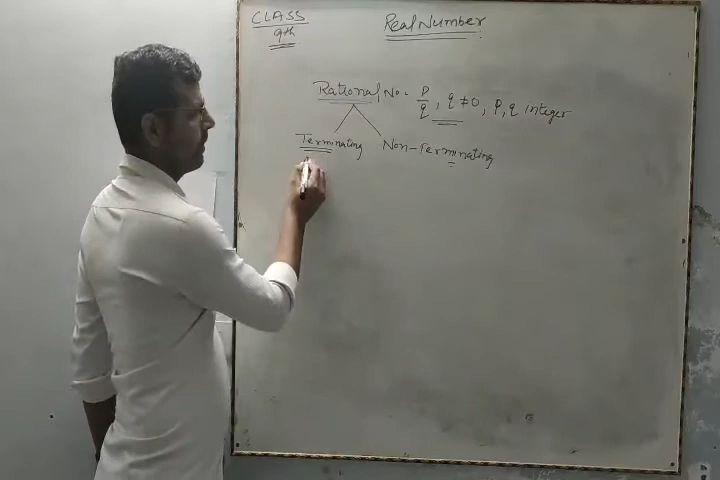 CLASS
9th
Real Number
Rational No. P/q, q ≠ 0, P, q integer
Terminating Non-Terminating